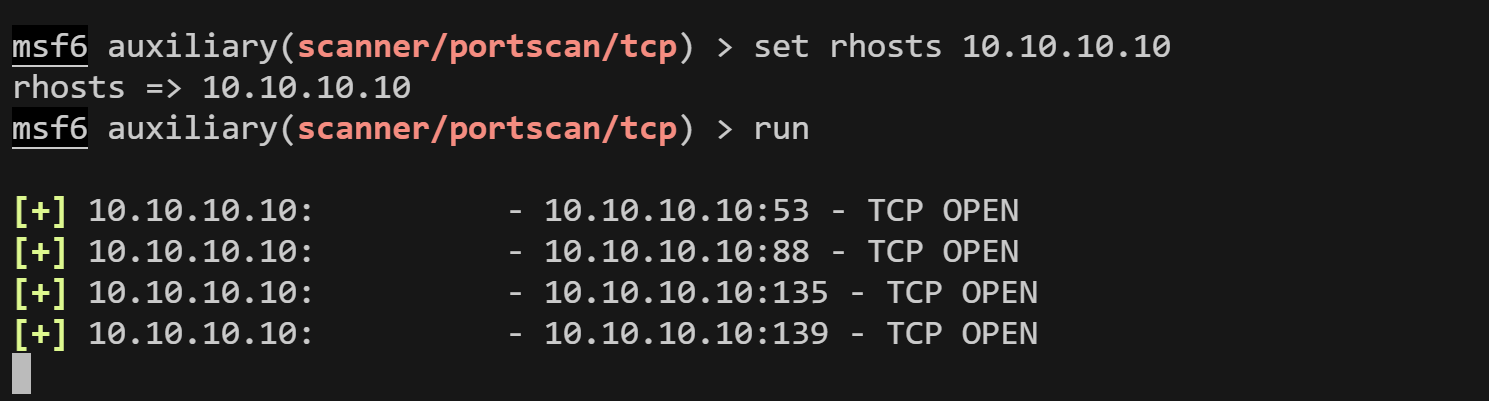 msf6 auxiliary(scanner/portscan/tcp) > set rhosts 10.10.10.10
rhosts => 10.10.10.10
msf6 auxiliary(scanner/portscan/tcp) > run
[+] 10.10.10.10:          - 10.10.10.10:53 - TCP OPEN
[+] 10.10.10.10:          - 10.10.10.10:88 - TCP OPEN
[+] 10.10.10.10:          - 10.10.10.10:135 - TCP OPEN
[+] 10.10.10.10:          - 10.10.10.10:139 - TCP OPEN